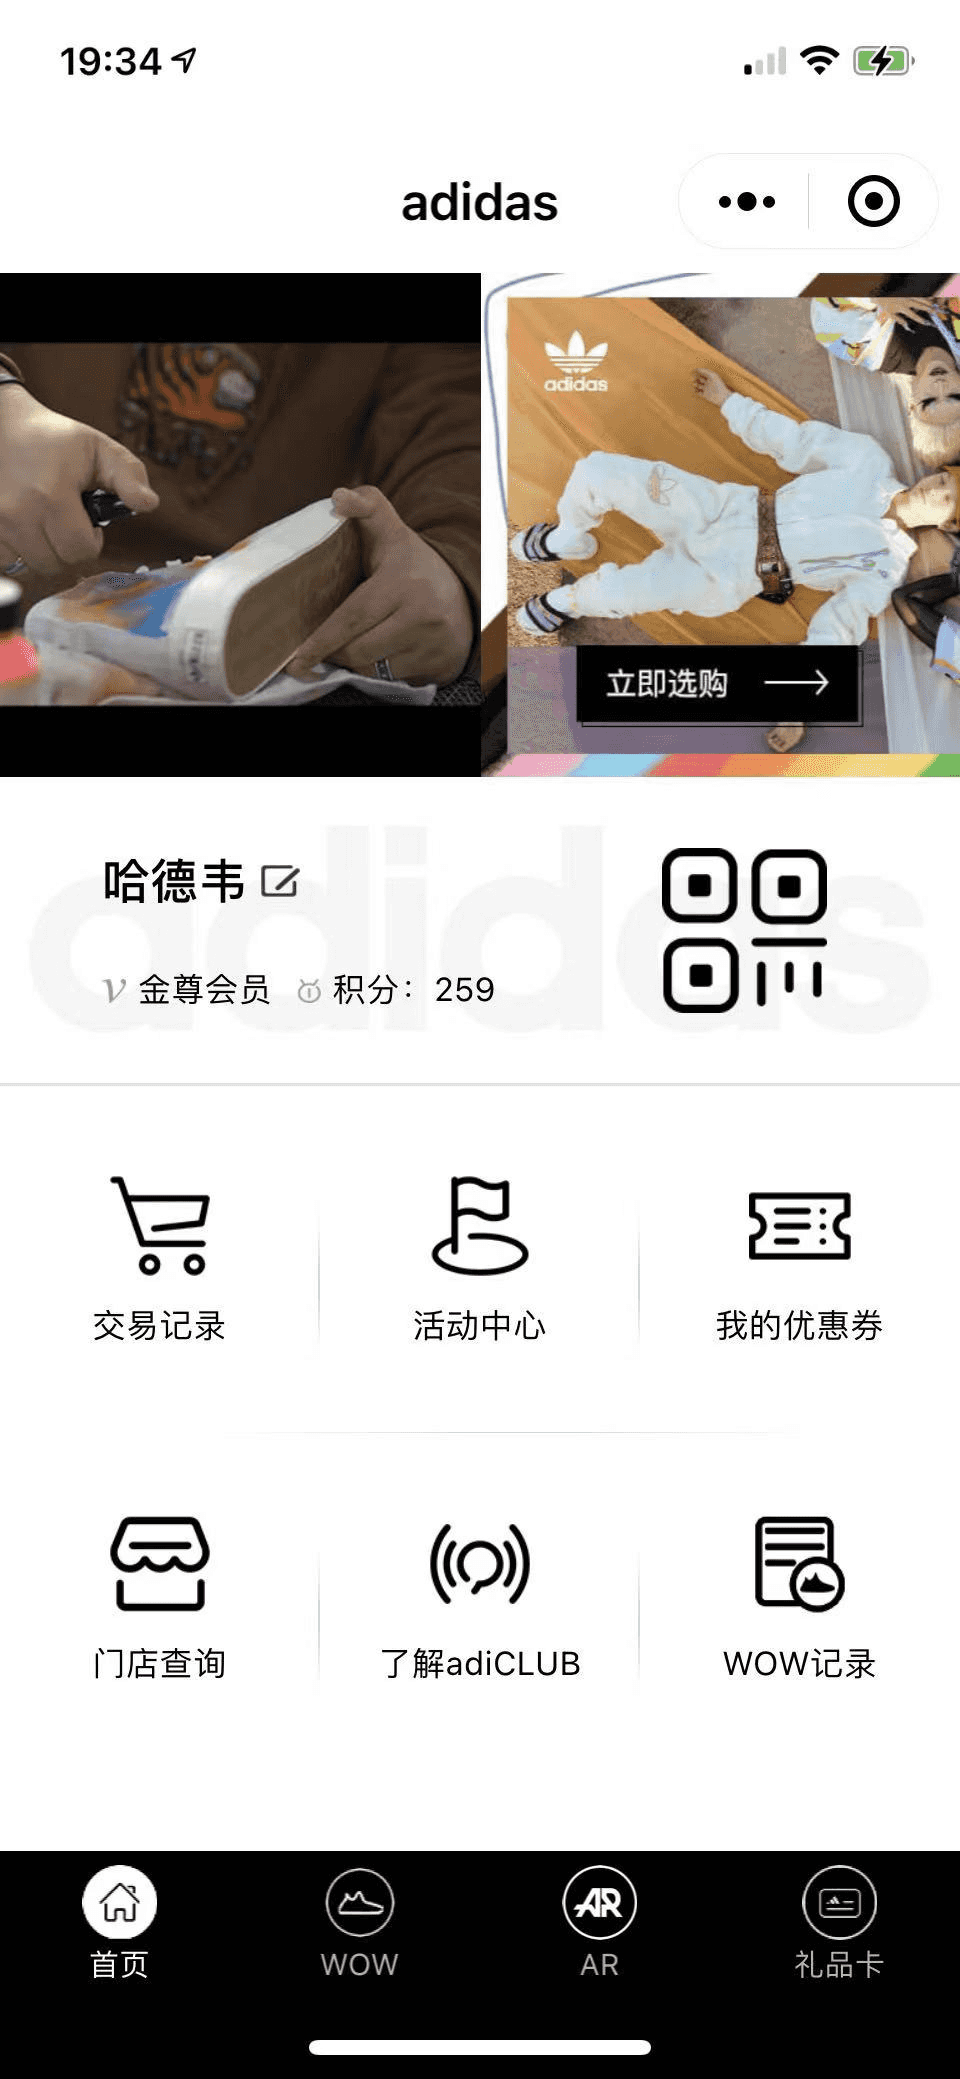 19:34
adidas
adidas
立即选购
adidas
哈德韦
V 金尊会员 积分：259
交易记录
活动中心
我的优惠券
门店查询
了解adiCLUB
WOW记录
AR
首页
WOW
AR
礼品卡